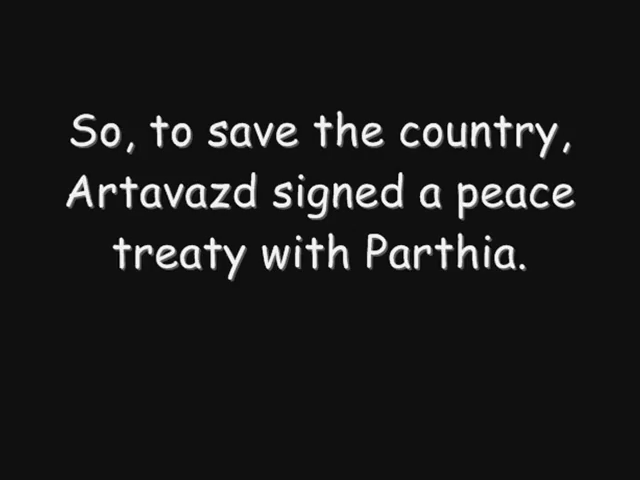 So, to save the country,
Artavazd signed a peace
treaty with Parthia.